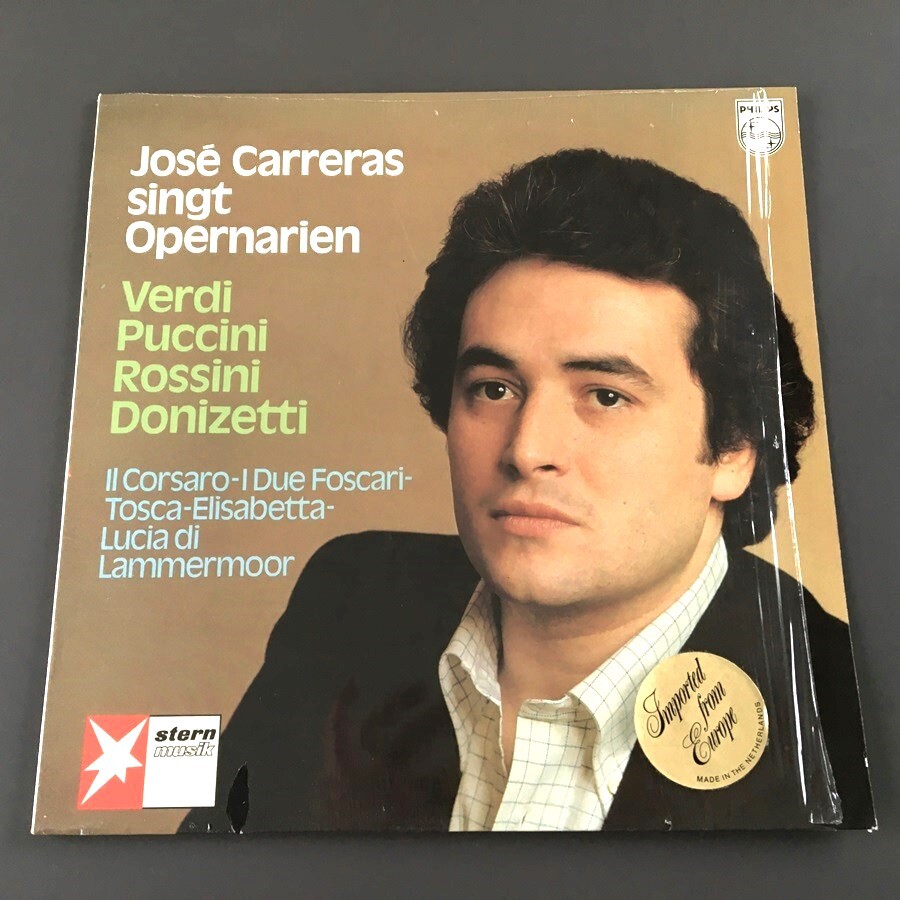 José Carreras
singt
Opernarien
Verdi
Puccini
Rossini
Donizetti
Il Corsaro-I Due Foscari-
Tosca-Elisabetta-
Lucia di
Lammermoor
PHILIPS
stern
musik
Imported
from
Europe
MADE IN THE NETHERLANDS